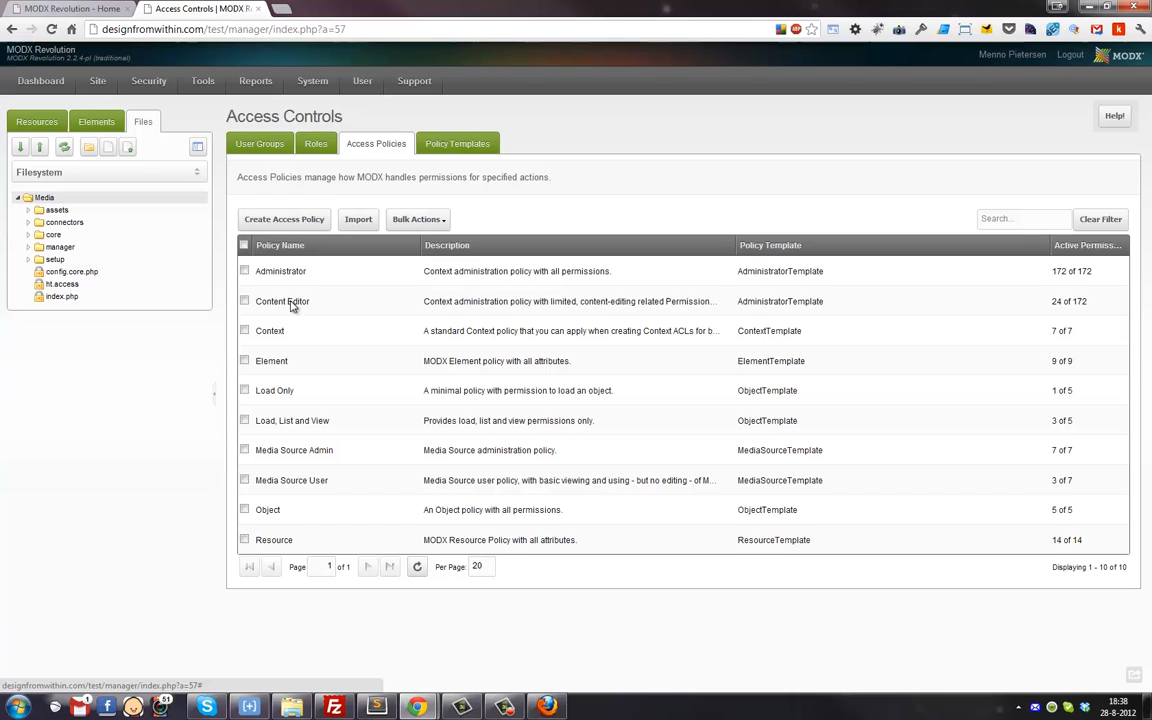 MODX Revolution - Home
Access Controls | MODX R
designfromwithin.com/test/manager/index.php?a=57
MODX Revolution
MODX Revolution 2.2.4-pl (traditional)
Menno Pietersen
Logout
MODX
Dashboard
Site
Security
Tools
Reports
System
User
Support
Resources
Elements
Files
Filesystem
Media
assets
connectors
core
manager
setup
config.core.php
ht.access
index.php
Access Controls
Help!
User Groups
Roles
Access Policies
Policy Templates
Access Policies manage how MODX handles permissions for specified actions.
Create Access Policy
Import
Bulk Actions
Search...
Clear Filter
Policy Name Description Policy Template Active Permiss...
Administrator Context administration policy with all permissions. AdministratorTemplate 172 of 172
Content Editor Context administration policy with limited, content-editing related Permission... AdministratorTemplate 24 of 172
Context A standard Context policy that you can apply when creating Context ACLs for b... ContextTemplate 7 of 7
Element MODX Element policy with all attributes. ElementTemplate 9 of 9
Load Only A minimal policy with permission to load an object. ObjectTemplate 1 of 5
Load, List and View Provides load, list and view permissions only. ObjectTemplate 3 of 5
Media Source Admin Media Source administration policy. MediaSourceTemplate 7 of 7
Media Source User Media Source user policy, with basic viewing and using - but no editing - of M... MediaSourceTemplate 3 of 7
Object An Object policy with all permissions. ObjectTemplate 5 of 5
Resource MODX Resource Policy with all attributes. ResourceTemplate 14 of 14
Page 1 of 1 Per Page: 20 Displaying 1 - 10 of 10
designfromwithin.com/test/manager/index.php?a=57#
51
18:38
28-8-2012